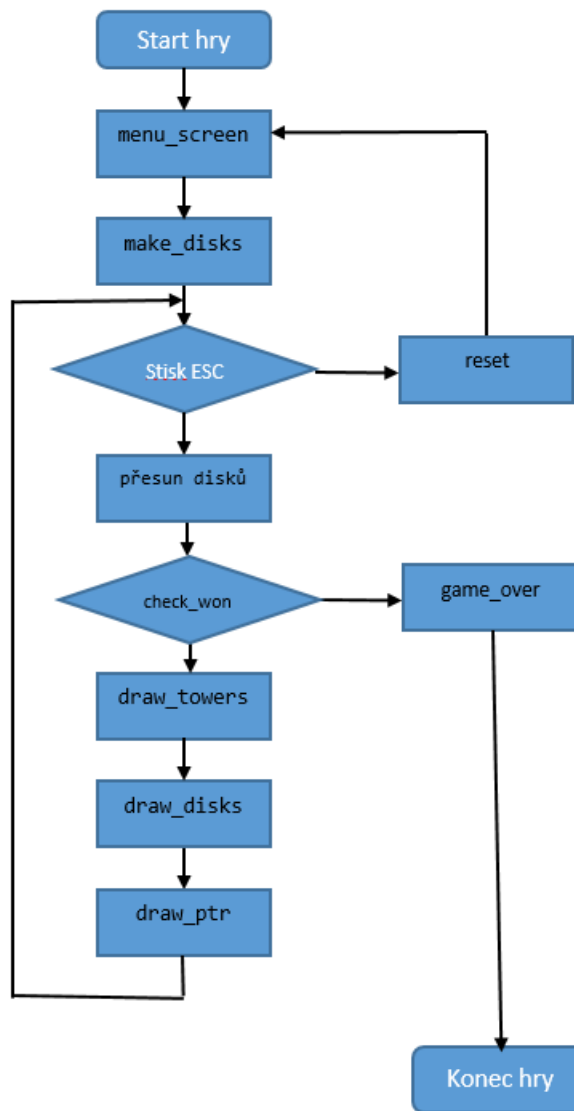 Start hry
menu_screen
make_disks
Stisk ESC
reset
přesun disků
check_won
game_over
draw_towers
draw_disks
draw_ptr
Konec hry